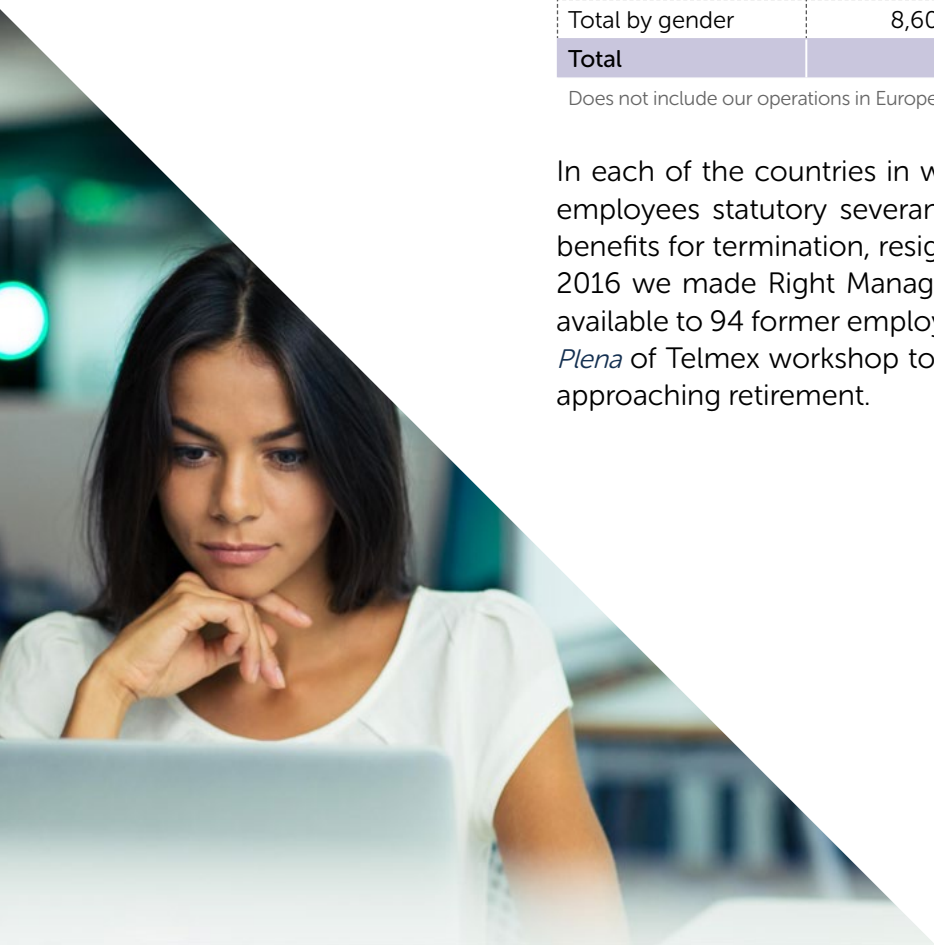 Total by gender 8,60
Total
Does not include our operations in Europe
In each of the countries in w
employees statutory severan
benefits for termination, resig
2016 we made Right Manag
available to 94 former employ
Plena of Telmex workshop to
approaching retirement.